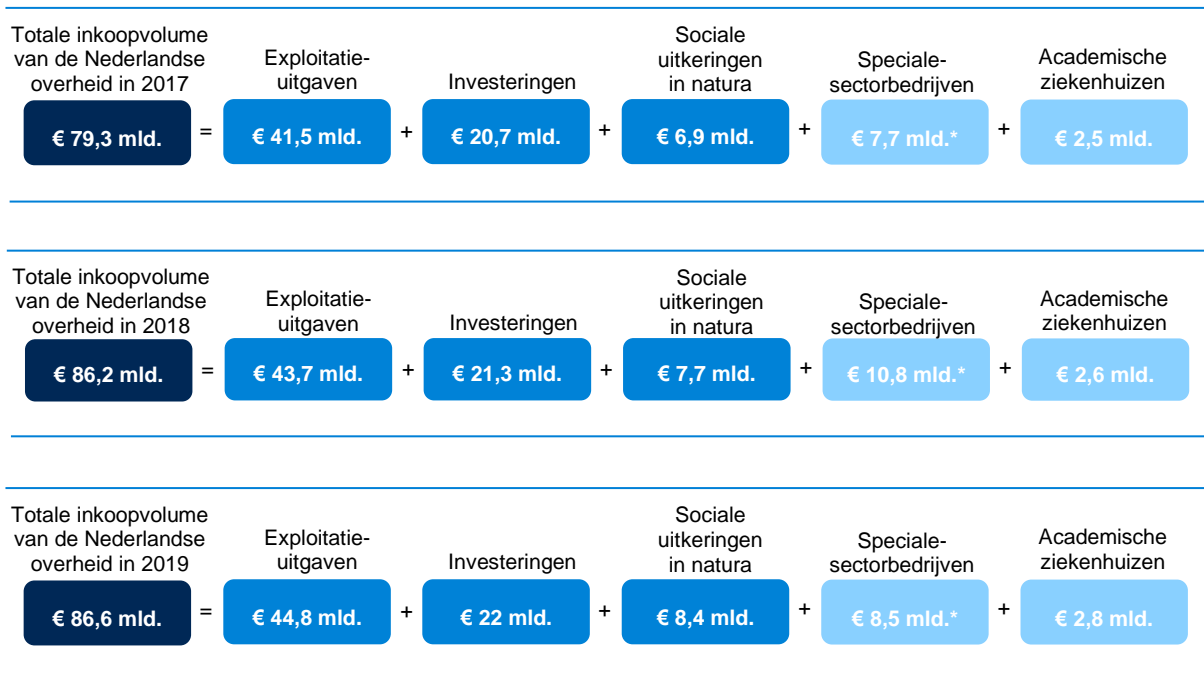 Totale inkoopvolume
van de Nederlandse
overheid in 2017
€ 79,3 mld.
=
Exploitatie-
uitgaven
€ 41,5 mld.
+
Investeringen
€ 20,7 mld.
+
Sociale
uitkeringen
in natura
€ 6,9 mld.
+
Speciale-
sectorbedrijven
€ 7,7 mld.*
+
Academische
ziekenhuizen
€ 2,5 mld.
Totale inkoopvolume
van de Nederlandse
overheid in 2018
€ 86,2 mld.
=
Exploitatie-
uitgaven
€ 43,7 mld.
+
Investeringen
€ 21,3 mld.
+
Sociale
uitkeringen
in natura
€ 7,7 mld.
+
Speciale-
sectorbedrijven
€ 10,8 mld.*
+
Academische
ziekenhuizen
€ 2,6 mld.
Totale inkoopvolume
van de Nederlandse
overheid in 2019
€ 86,6 mld.
=
Exploitatie-
uitgaven
€ 44,8 mld.
+
Investeringen
€ 22 mld.
+
Sociale
uitkeringen
in natura
€ 8,4 mld.
+
Speciale-
sectorbedrijven
€ 8,5 mld.*
+
Academische
ziekenhuizen
€ 2,8 mld.